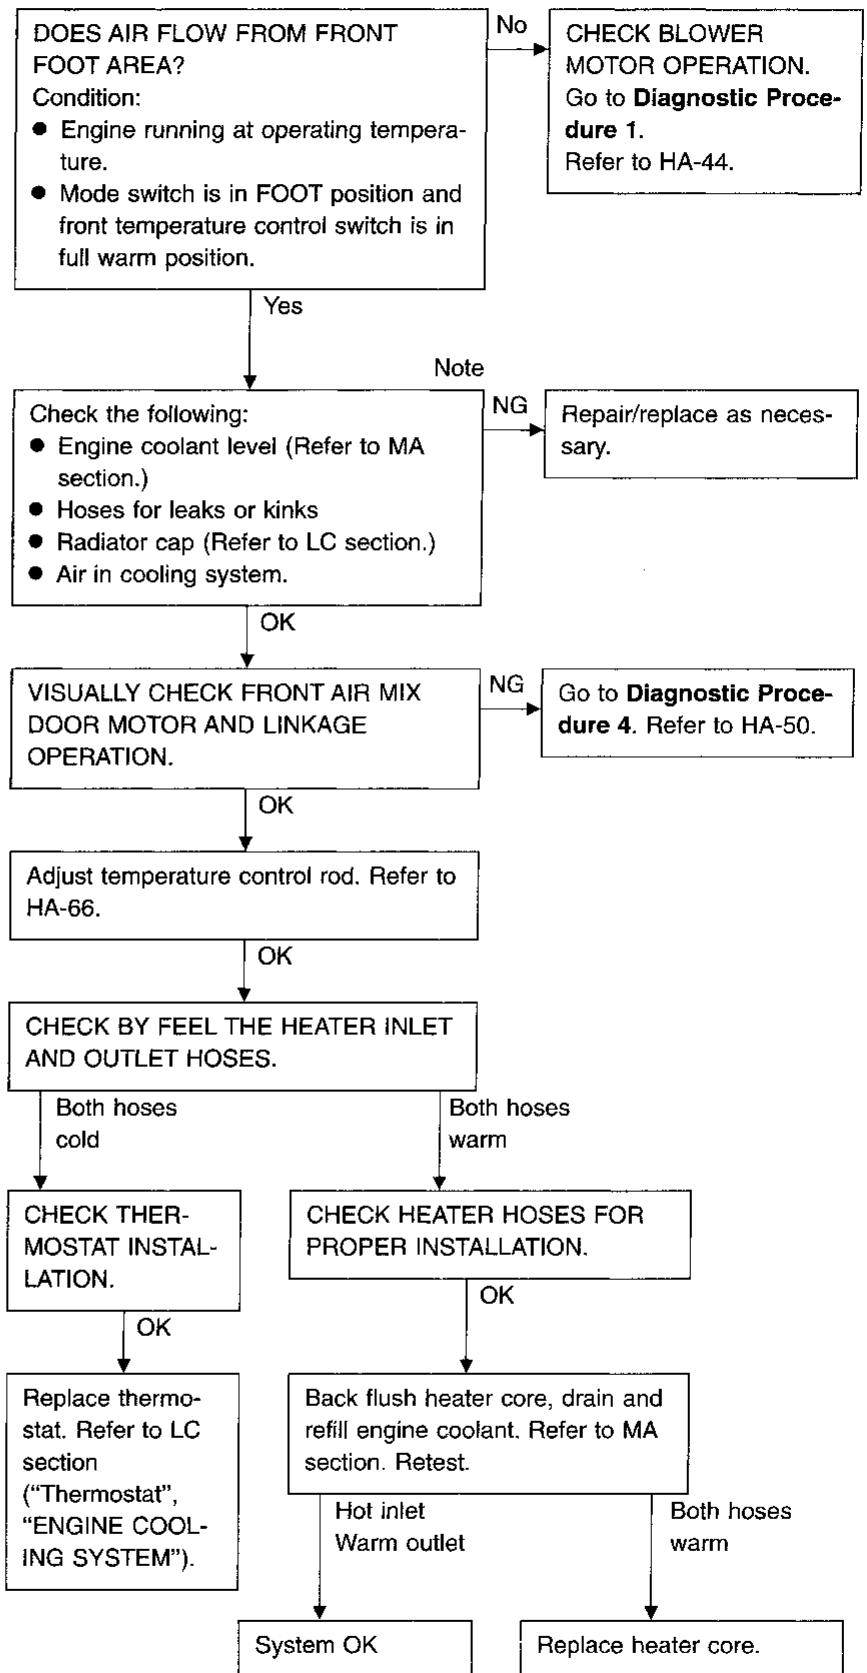 DOES AIR FLOW FROM FRONT
FOOT AREA?
Condition:
● Engine running at operating tempera-
ture.
● Mode switch is in FOOT position and
front temperature control switch is in
full warm position.
No
CHECK BLOWER
MOTOR OPERATION.
Go to Diagnostic Proce-
dure 1.
Refer to HA-44.
Yes
Note
Check the following:
● Engine coolant level (Refer to MA
section.)
● Hoses for leaks or kinks
● Radiator cap (Refer to LC section.)
● Air in cooling system.
NG
Repair/replace as neces-
sary.
OK
VISUALLY CHECK FRONT AIR MIX
DOOR MOTOR AND LINKAGE
OPERATION.
NG
Go to Diagnostic Proce-
dure 4. Refer to HA-50.
OK
Adjust temperature control rod. Refer to
HA-66.
OK
CHECK BY FEEL THE HEATER INLET
AND OUTLET HOSES.
Both hoses
cold
Both hoses
warm
CHECK THER-
MOSTAT INSTAL-
LATION.
CHECK HEATER HOSES FOR
PROPER INSTALLATION.
OK
OK
Replace thermo-
stat. Refer to LC
section
("Thermostat",
"ENGINE COOL-
ING SYSTEM").
Back flush heater core, drain and
refill engine coolant. Refer to MA
section. Retest.
Hot inlet
Warm outlet
Both hoses
warm
System OK
Replace heater core.